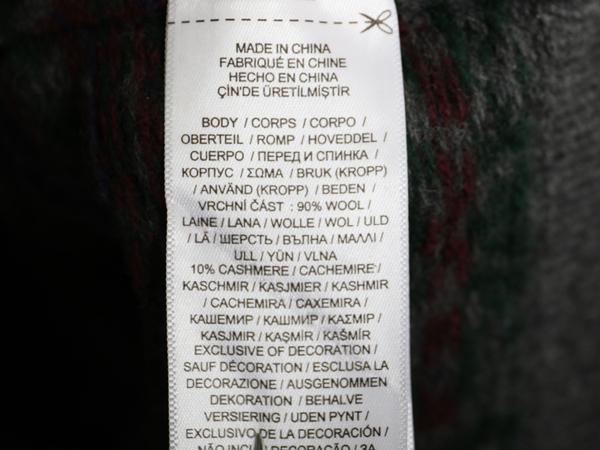 MADE IN CHINA
FABRIQUÉ EN CHINE
HECHO EN CHINA
ÇİN'DE ÜRETİLMİŞTİR
BODY / CORPS / CORPO /
OBERTEIL / ROMP / HOVEDDEL /
CUERPO / ПЕРЕД И СПИНКА /
КОРПУС / ΣΩΜΑ / BRUK (KROPP)
/ ANVÄND (KROPP) / BEDEN /
VRCHNÍ ČÁST : 90% WOOL /
LAINE / LANA / WOLLE / WOL / ULD
/ LÃ / ШЕРСТЬ / ВЪЛНА / ΜΑΛΛΙ /
ULL / YÜN / VLNA
10% CASHMERE / CACHEMIRE /
KASCHMIR / KASJMIER / KASHMIR
/ CACHEMIRA / CAXEMIRA /
КАШЕМИР / КАШМИР / ΚΑΣΜΙΡ /
KASJMIR / KAŞMİR / KAŠMÍR
EXCLUSIVE OF DECORATION /
SAUF DÉCORATION / ESCLUSA LA
DECORAZIONE / AUSGENOMMEN
DEKORATION / BEHALVE
VERSIERING / UDEN PYNT /
EXCLUSIVO DE LA DECORACIÓN /
NÃO DECORAÇÃO / ЗА